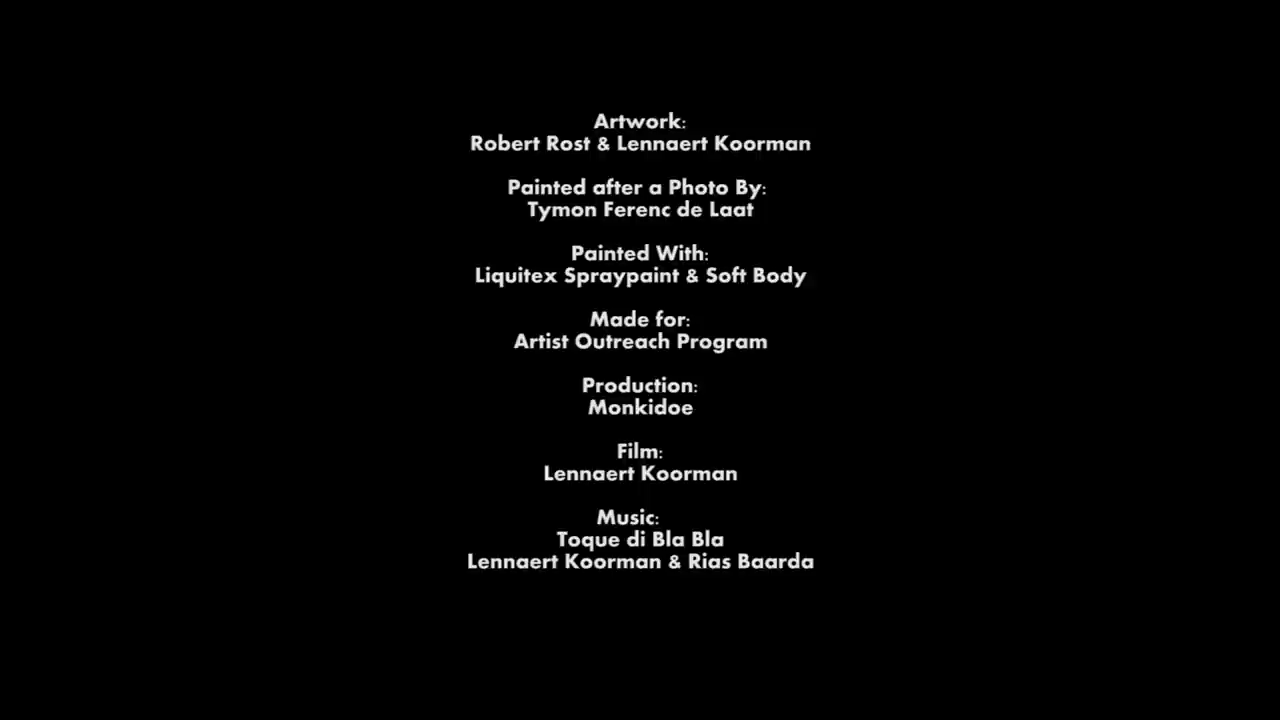 Artwork:
Robert Rost & Lennaert Koorman
Painted after a Photo By:
Tymon Ferenc de Laat
Painted With:
Liquitex Spraypaint & Soft Body
Made for:
Artist Outreach Program
Production:
Monkidoe
Film:
Lennaert Koorman
Music:
Toque di Bla Bla
Lennaert Koorman & Rias Baarda